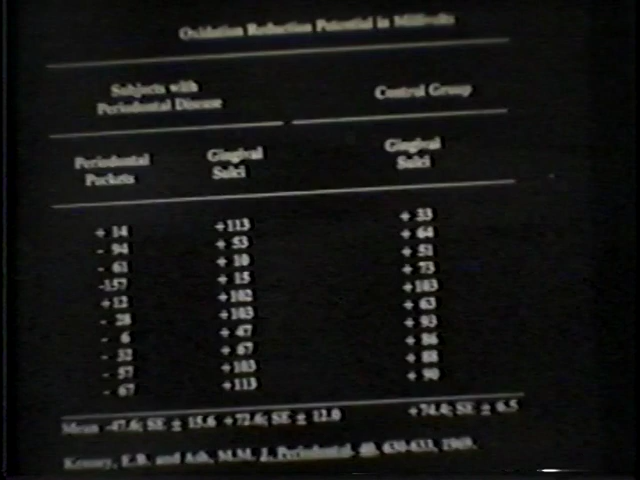 Oxidation Reduction Potential in Millivolts
Subjects with Control Group
Periodontal Disease
Periodontal Gingival Gingival
Pockets Sulci Sulci
+ 14 +113 + 33
- 94 + 53 + 64
- 61 + 10 + 51
-157 + 15 + 73
+12 +102 +103
- 28 +103 + 63
- 6 + 47 + 93
- 32 + 67 + 86
- 57 +103 + 88
- 67 +113 + 90
Mean -47.6; SE ± 15.6 +72.6; SE ± 12.0 +74.4; SE ± 6.5
Kenney, E.B. and Ash, M.M. J. Periodontal. 40. 630-633, 1969.